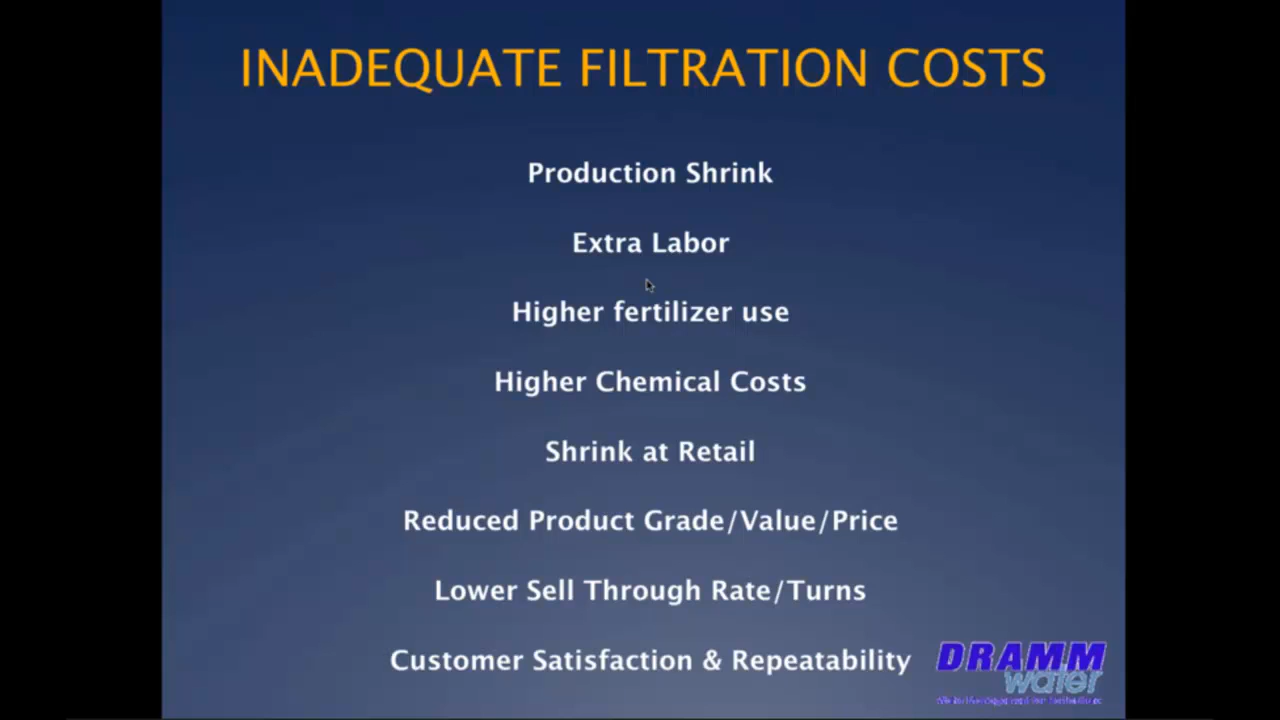 INADEQUATE FILTRATION COSTS
Production Shrink
Extra Labor
Higher fertilizer use
Higher Chemical Costs
Shrink at Retail
Reduced Product Grade/Value/Price
Lower Sell Through Rate/Turns
Customer Satisfaction & Repeatability
DRAMM
water